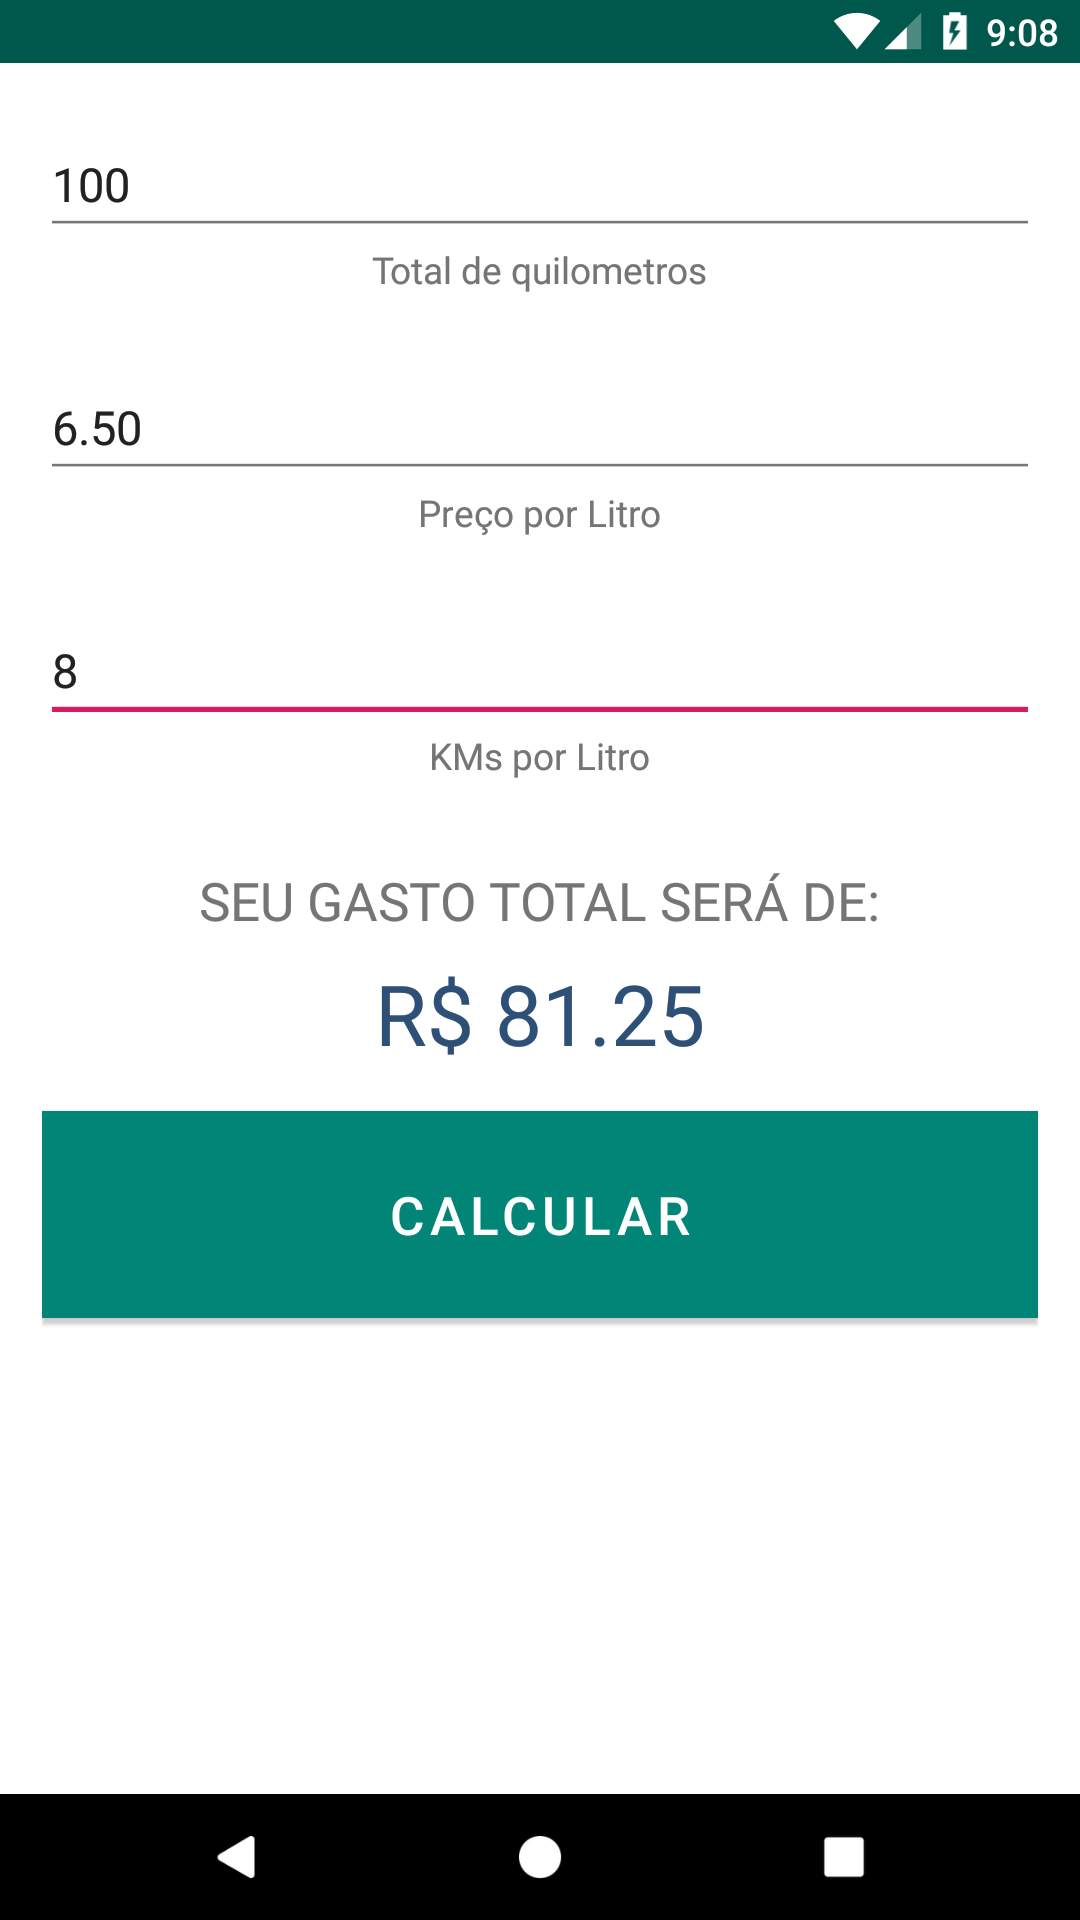 9:08
100
Total de quilometros
6.50
Preço por Litro
8
KMs por Litro
SEU GASTO TOTAL SERÁ DE:
R$ 81.25
CALCULAR